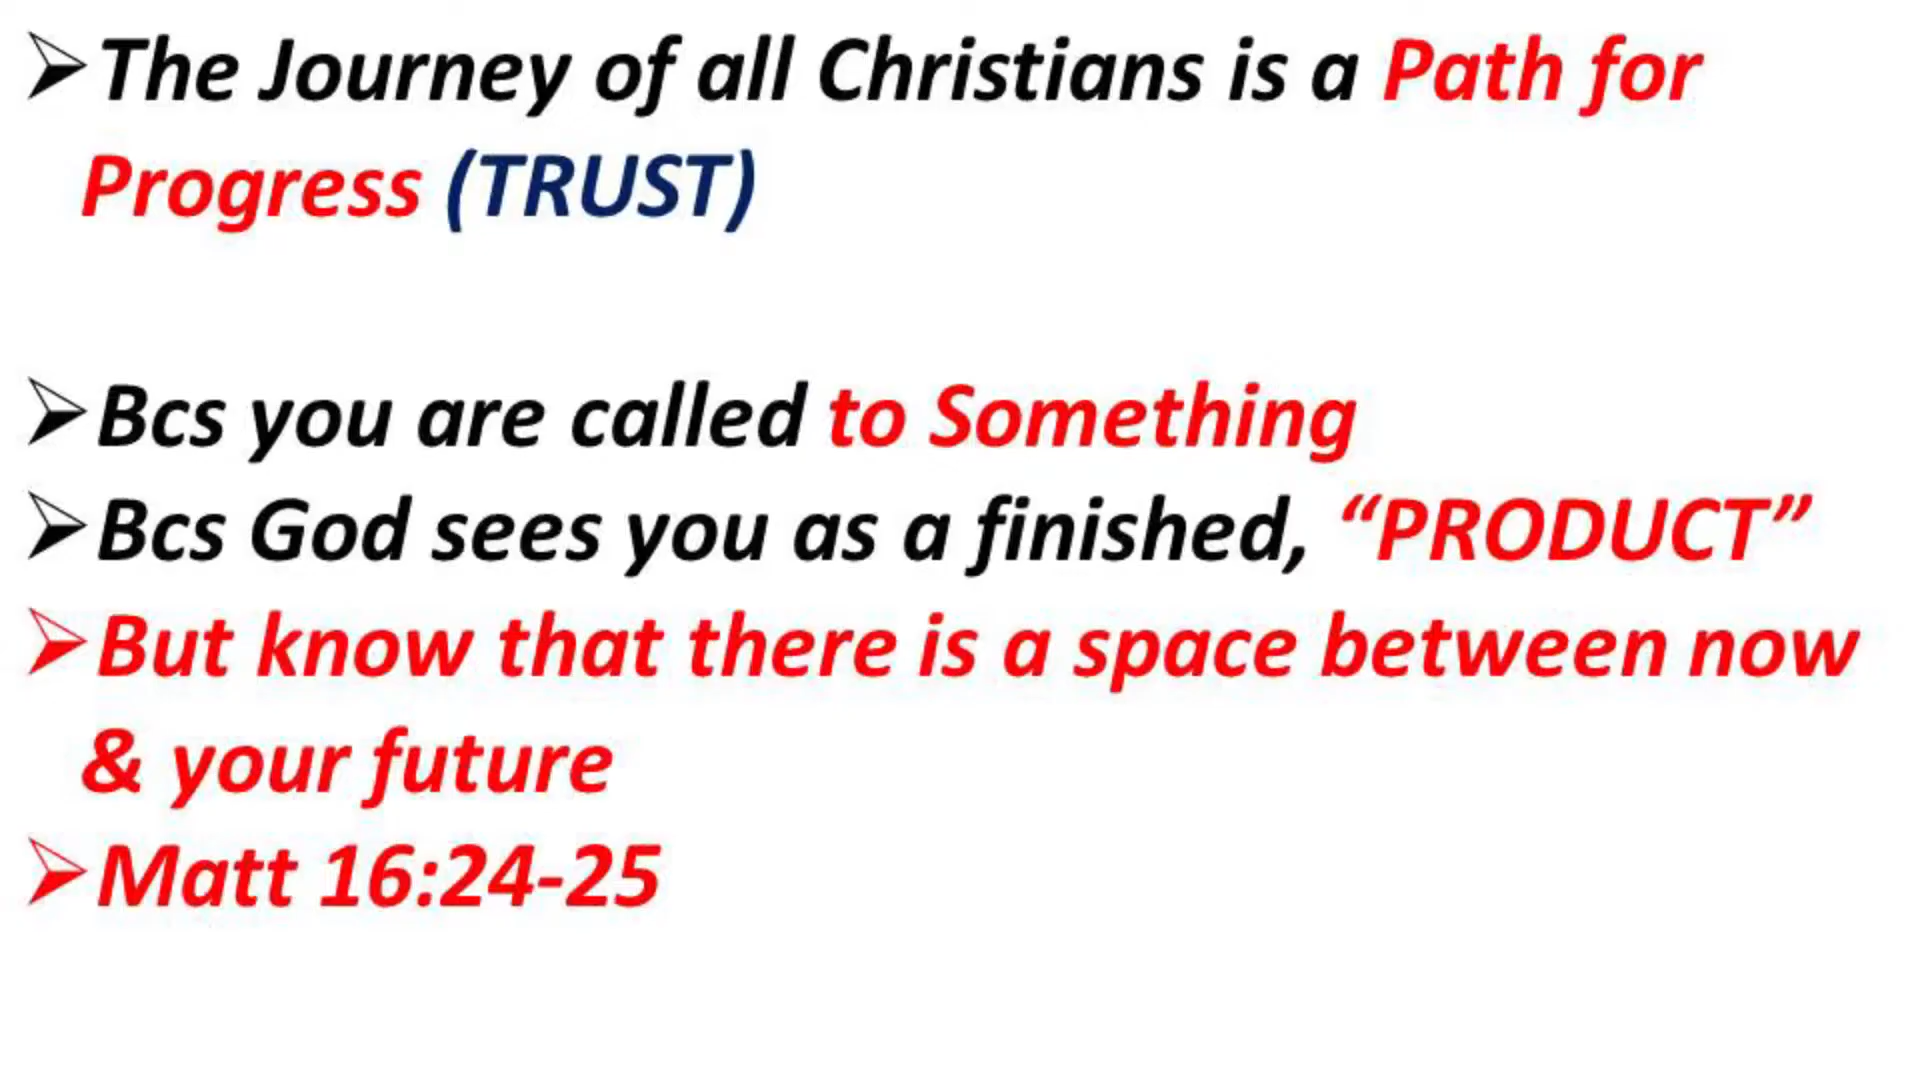 ➢The Journey of all Christians is a Path for
Progress (TRUST)
➢Bcs you are called to Something
➢Bcs God sees you as a finished, “PRODUCT”
➢But know that there is a space between now
& your future
➢Matt 16:24-25